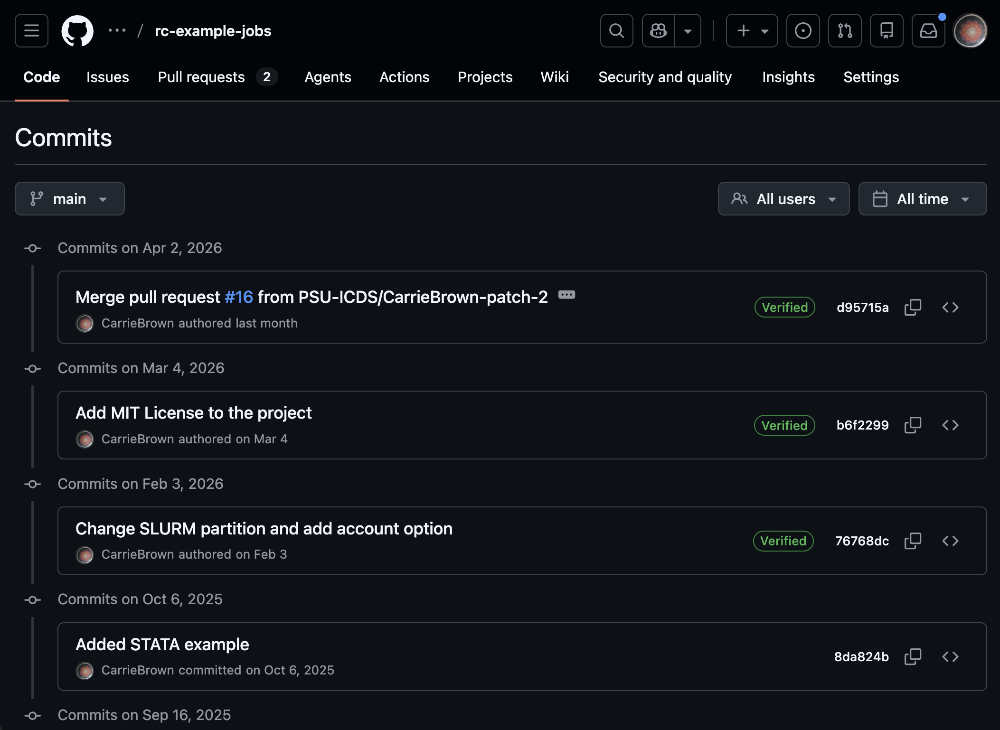 … / rc-example-jobs
Code Issues Pull requests 2 Agents Actions Projects Wiki Security and quality Insights Settings
Commits
main All users All time
Commits on Apr 2, 2026
Merge pull request #16 from PSU-ICDS/CarrieBrown-patch-2 …
Verified d95715a
CarrieBrown authored last month
Commits on Mar 4, 2026
Add MIT License to the project
Verified b6f2299
CarrieBrown authored on Mar 4
Commits on Feb 3, 2026
Change SLURM partition and add account option
Verified 76768dc
CarrieBrown authored on Feb 3
Commits on Oct 6, 2025
Added STATA example
8da824b
CarrieBrown committed on Oct 6, 2025
Commits on Sep 16, 2025